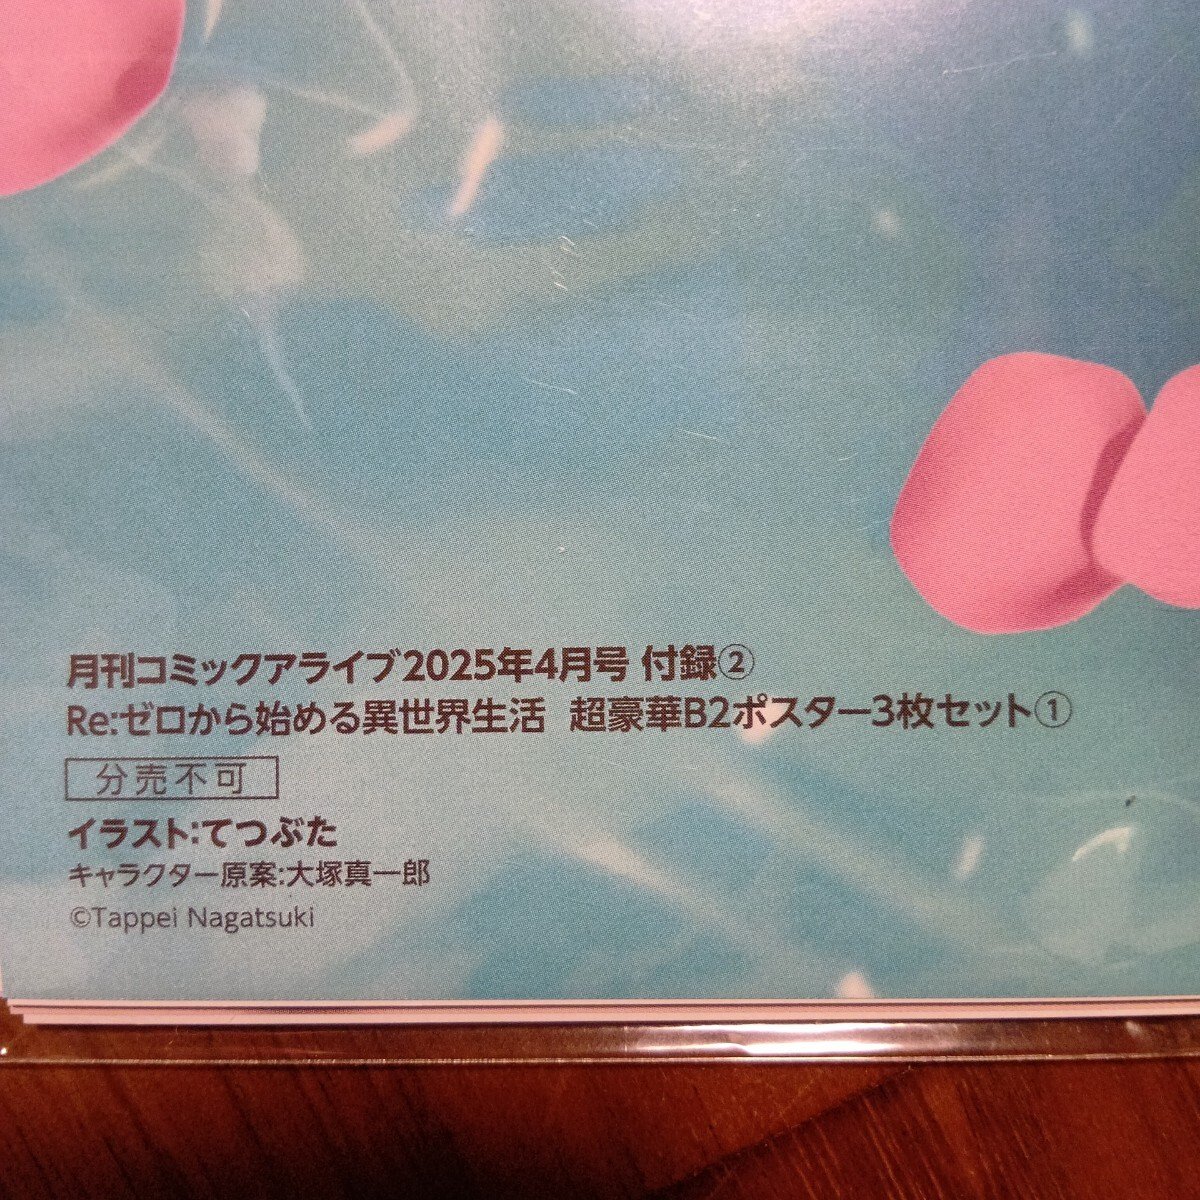 月刊コミックアライブ2025年4月号 付録②
Re:ゼロから始める異世界生活 超豪華B2ポスター3枚セット①
分売不可
イラスト:てつぶた
キャラクター原案:大塚真一郎
©Tappei Nagatsuki